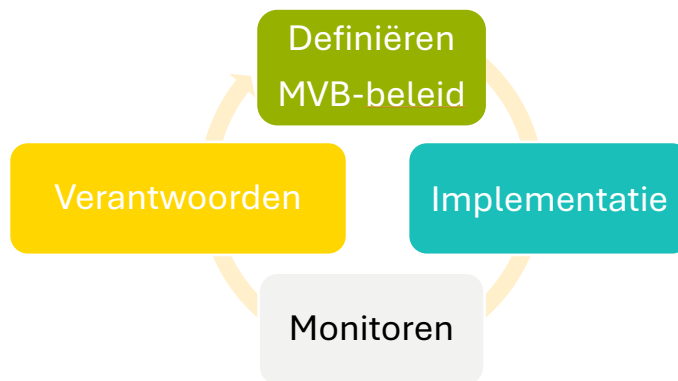 Definiëren
MVB-beleid
Verantwoorden
Implementatie
Monitoren